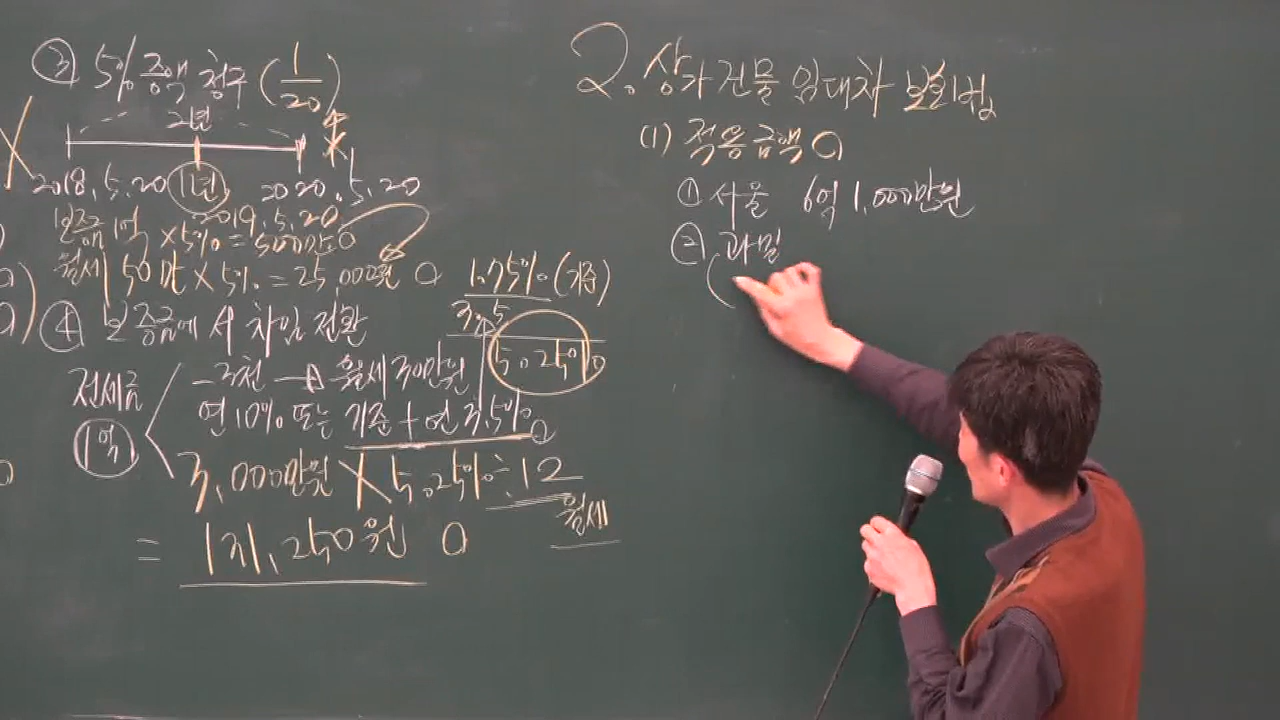 ③ 5% 증액 청구 (1/20)
2년
2018.5.20 1년 2020.5.20
2019.5.20
보증금 1억 × 5% = 500만
월세 50만 × 5% = 25,000원
④ 보증금에서 차임 전환
1.75% (기준)
3.5
5.25%
전세금
1억
-3천 → 월세 30만원
연 10% 또는 기준 + 연 3.5%
3,000만원 × 5.25% ÷ 12
월세
= 131,250원
2. 상가건물 임대차 보호법
(1) 적용금액
① 서울 6억 1,000만원
② 과밀